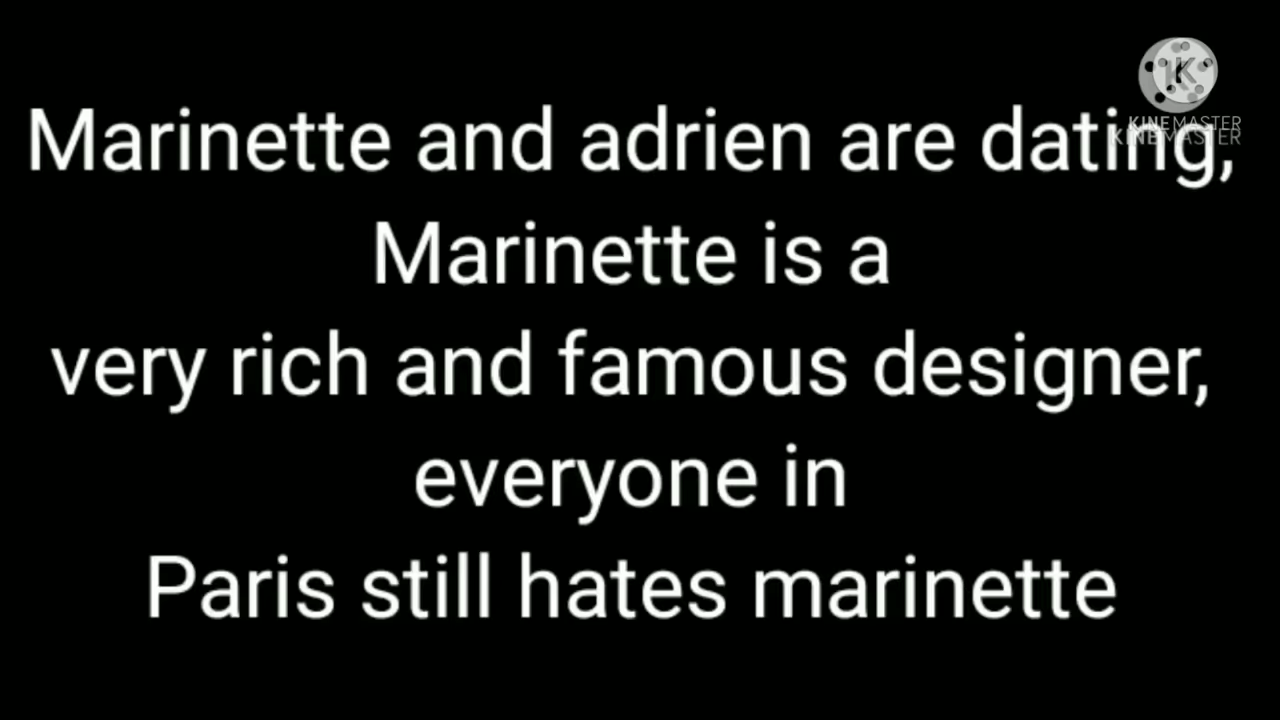 K
KINEMASTER
KINEMASTER
Marinette and adrien are dating,
Marinette is a
very rich and famous designer,
everyone in
Paris still hates marinette